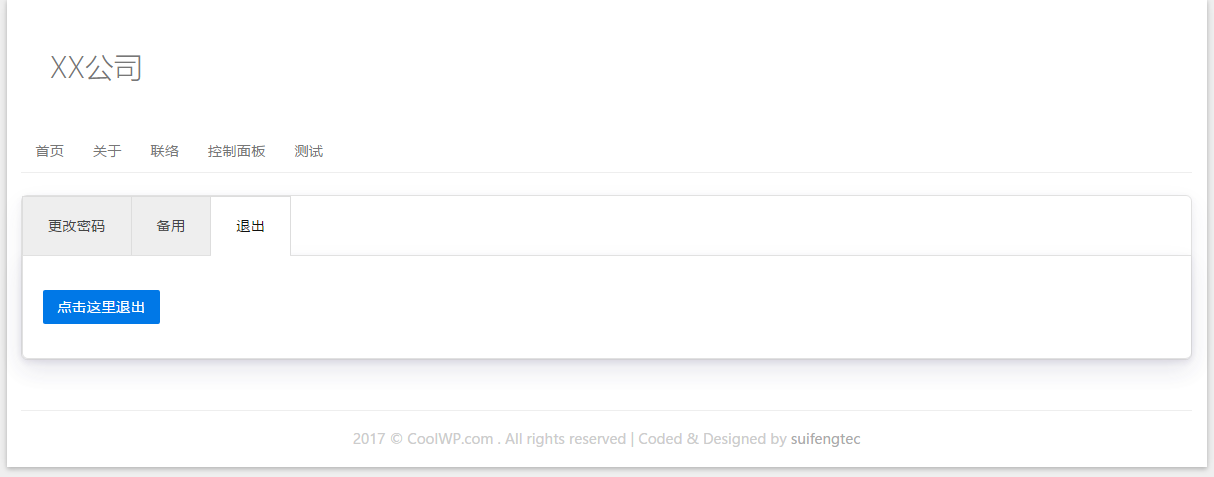 XX公司
首页 关于 联络 控制面板 测试
更改密码 备用 退出
点击这里退出
2017 © CoolWP.com . All rights reserved | Coded & Designed by suifengtec